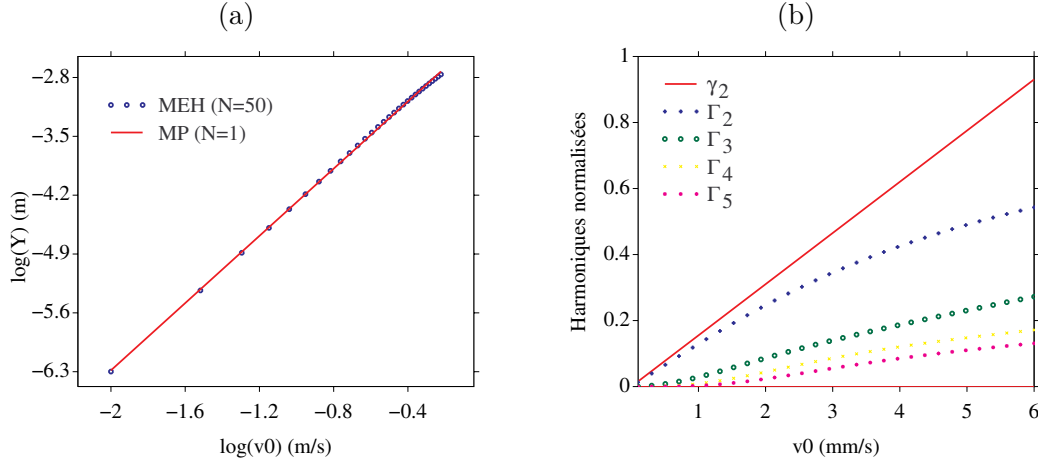 (a)
−2.8
−3.5
−4.2
−4.9
−5.6
−6.3
log(Y) (m)
MEH (N=50)
MP (N=1)
−2
−1.6
−1.2
−0.8
−0.4
log(v0) (m/s)
(b)
1
0.8
0.6
0.4
0.2
0
Harmoniques normalisées
γ2
Γ2
Γ3
Γ4
Γ5
1
2
3
4
5
6
v0 (mm/s)